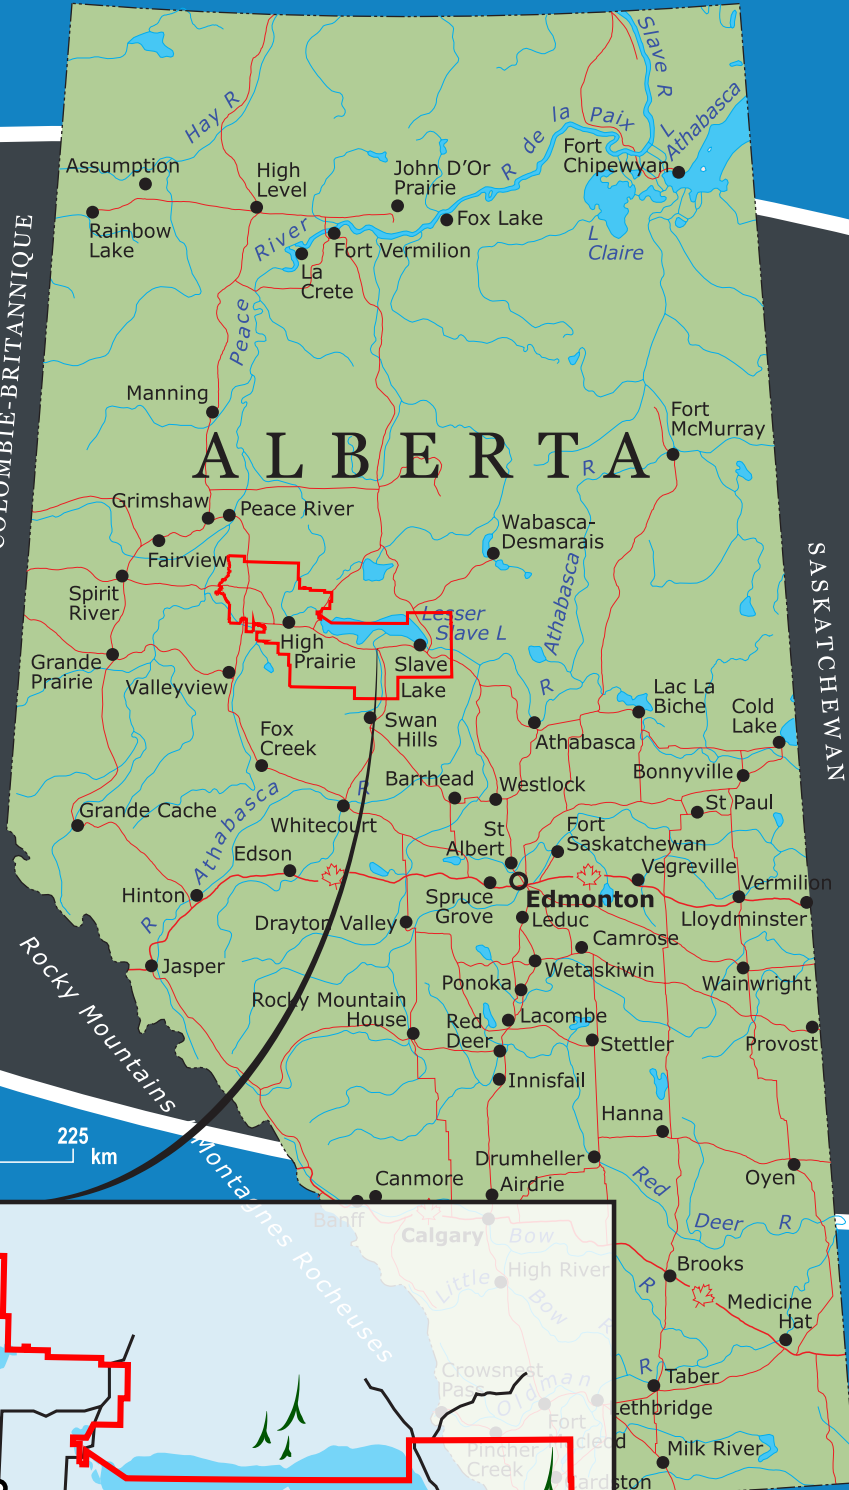 Slave R
Hay R
R de la Paix
L Athabasca
Assumption
High
Level
John D'Or
Prairie
Fort
Chipewyan
Rainbow
Lake
Fox Lake
Fort Vermilion
L
Claire
River
La
Crete
Peace
COLOMBIE-BRITANNIQUE
Manning
Fort
McMurray
ALBERTA
R
Grimshaw
Peace River
Wabasca-
Desmarais
Fairview
SASKATCHEWAN
Spirit
River
Athabasca
Lesser
Slave L
High
Prairie
Slave
Lake
Grande
Prairie
Valleyview
R
Lac La
Biche
Cold
Lake
Swan
Hills
Fox
Creek
Athabasca
Barrhead
Westlock
Bonnyville
St Paul
Grande Cache
Athabasca
R
Whitecourt
St
Albert
Fort
Saskatchewan
Edson
Vegreville
Hinton
Spruce
Grove
Edmonton
Vermilion
Lloydminster
R
Drayton Valley
Leduc
Camrose
Jasper
Wetaskiwin
Ponoka
Wainwright
Rocky Mountain
House
Red
Deer
Lacombe
Stettler
Provost
Innisfail
Rocky Mountains / Montagnes Rocheuses
Hanna
225
km
Drumheller
Oyen
Canmore
Airdrie
Red
Deer R
Banff
Calgary
Bow
R
Brooks
High River
Little
Bow
R
Medicine
Hat
Crowsnest
Pass
Oldman
R
Taber
Lethbridge
Fort
Macleod
Pincher
Creek
Milk River
Cardston